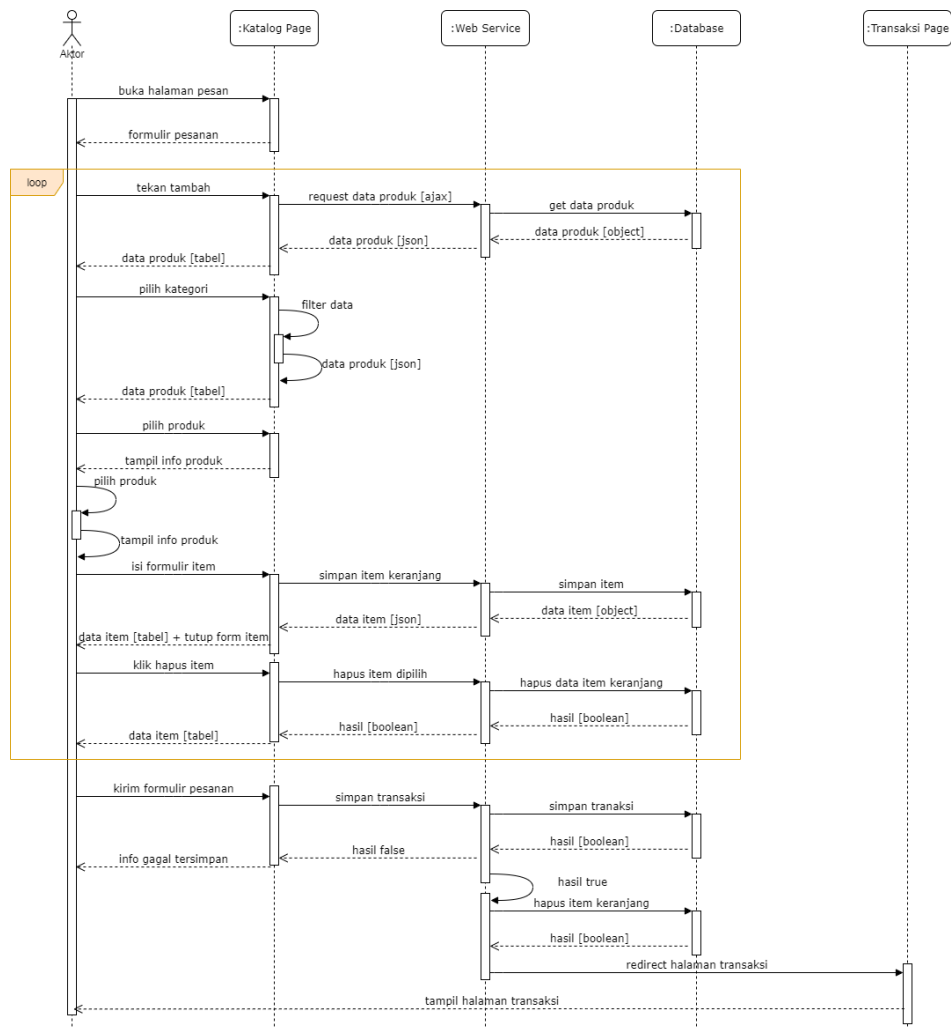 :Katalog Page
:Web Service
:Database
:Transaksi Page
Aktor
buka halaman pesan
formulir pesanan
loop
tekan tambah
request data produk [ajax]
get data produk
data produk [object]
data produk [json]
data produk [tabel]
pilih kategori
filter data
data produk [json]
data produk [tabel]
pilih produk
tampil info produk
pilih produk
tampil info produk
isi formulir item
simpan item keranjang
simpan item
data item [object]
data item [json]
data item [tabel] + tutup form item
klik hapus item
hapus item dipilih
hapus data item keranjang
hasil [boolean]
hasil [boolean]
data item [tabel]
kirim formulir pesanan
simpan transaksi
simpan tranaksi
hasil [boolean]
hasil false
info gagal tersimpan
hasil true
hapus item keranjang
hasil [boolean]
redirect halaman transaksi
tampil halaman transaksi